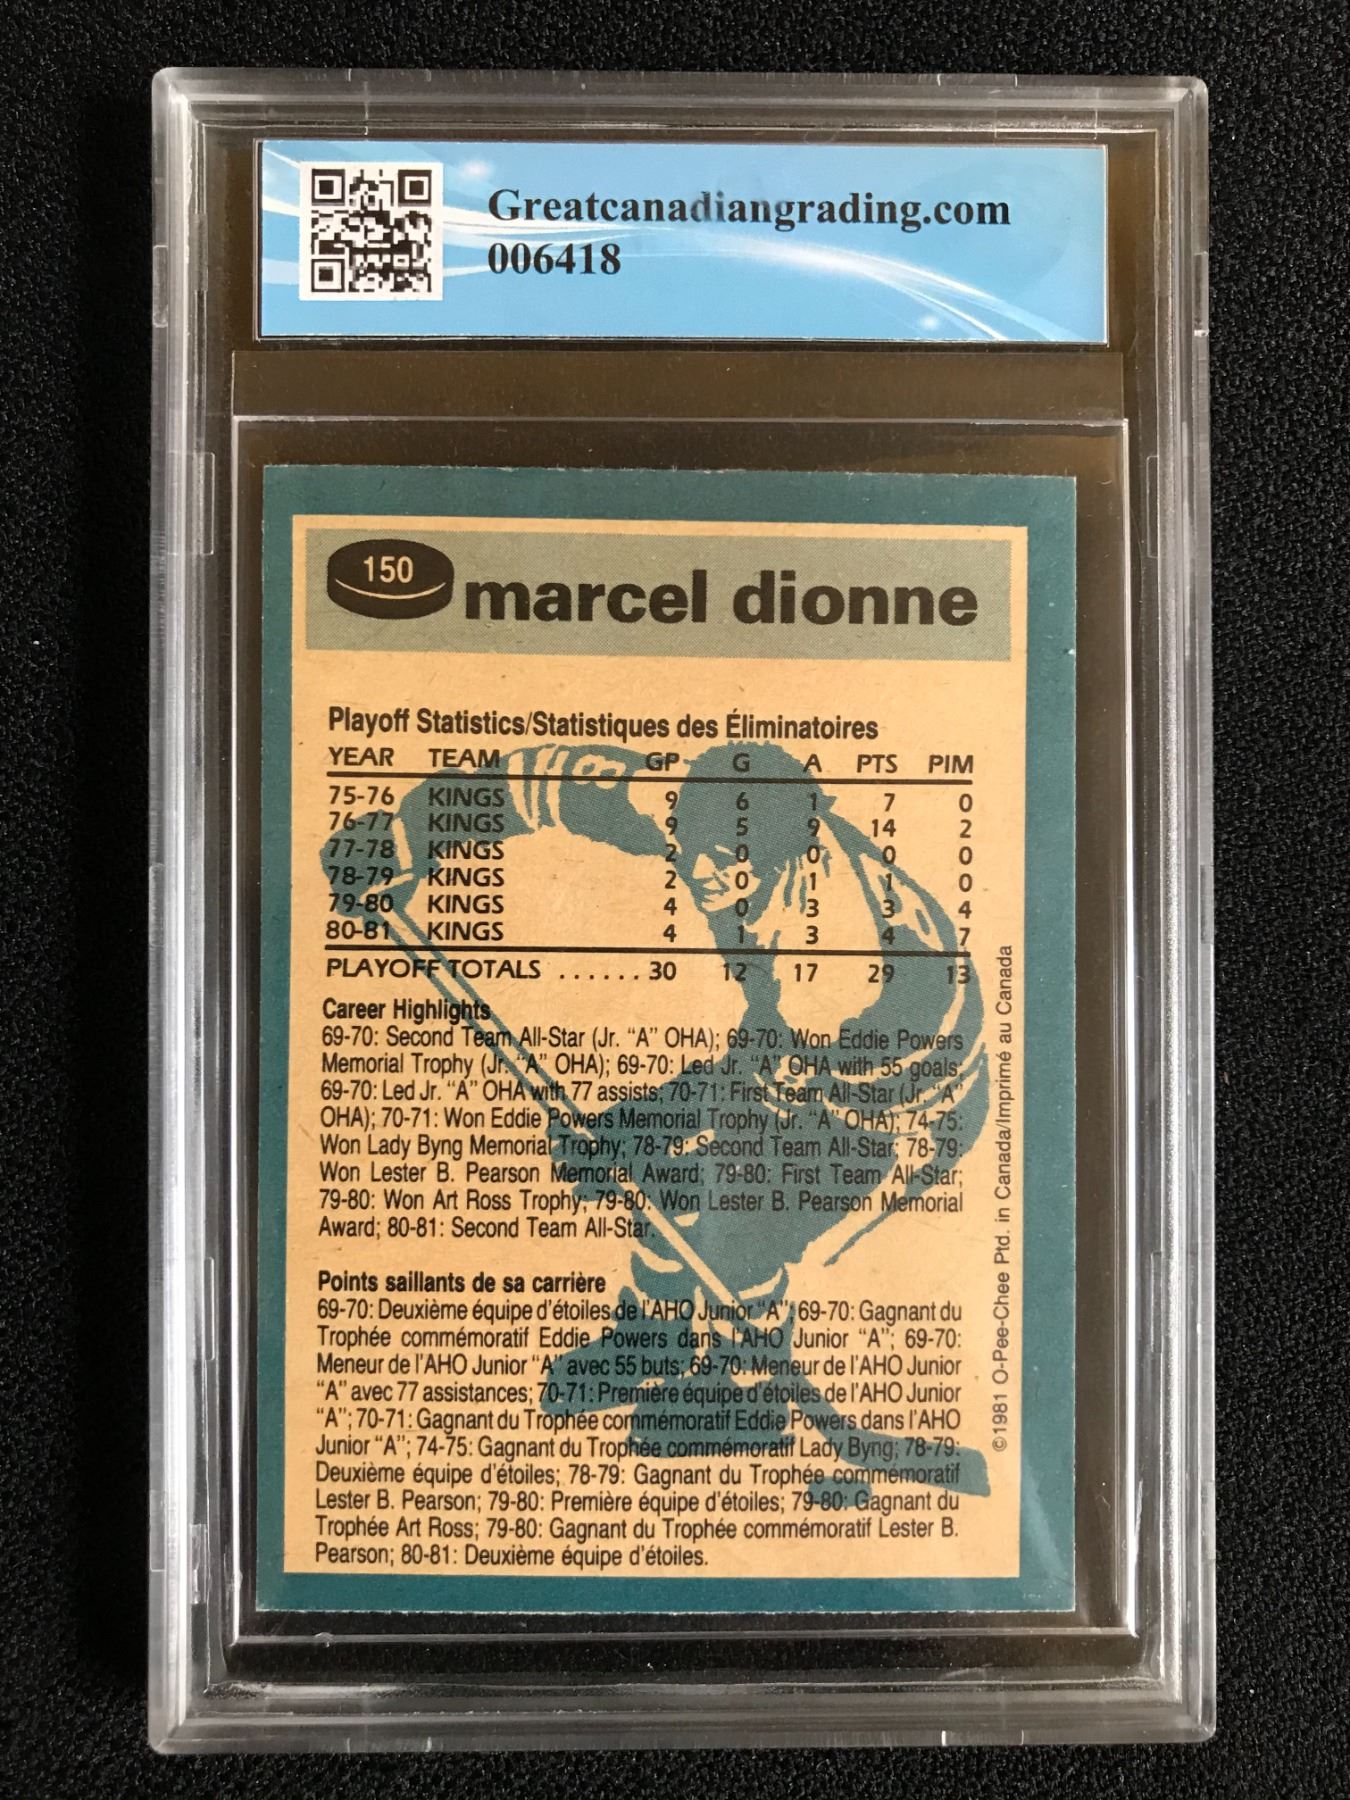 Greatcanadiangrading.com
006418
150
marcel dionne
Playoff Statistics/Statistiques des Éliminatoires
YEAR TEAM GP G A PTS PIM
75-76 KINGS 9 6 1 7 0
76-77 KINGS 9 5 9 14 2
77-78 KINGS 2 0 0 0 0
78-79 KINGS 2 0 1 1 0
79-80 KINGS 4 0 3 3 4
80-81 KINGS 4 1 3 4 7
PLAYOFF TOTALS ...... 30 12 17 29 13
Career Highlights
69-70: Second Team All-Star (Jr. “A” OHA); 69-70: Won Eddie Powers
Memorial Trophy (Jr. “A” OHA); 69-70: Led Jr. “A” OHA with 55 goals;
69-70: Led Jr. “A” OHA with 77 assists; 70-71: First Team All-Star (Jr. “A”
OHA); 70-71: Won Eddie Powers Memorial Trophy (Jr. “A” OHA); 74-75:
Won Lady Byng Memorial Trophy; 78-79: Second Team All-Star; 78-79:
Won Lester B. Pearson Memorial Award; 79-80: First Team All-Star;
79-80: Won Art Ross Trophy; 79-80: Won Lester B. Pearson Memorial
Award; 80-81: Second Team All-Star.
Points saillants de sa carrière
69-70: Deuxième équipe d'étoiles de l'AHO Junior “A”; 69-70: Gagnant du
Trophée commémoratif Eddie Powers dans l'AHO Junior “A”; 69-70:
Meneur de l'AHO Junior “A” avec 55 buts; 69-70: Meneur de l'AHO Junior
“A” avec 77 assistances; 70-71: Première équipe d'étoiles de l'AHO Junior
“A”; 70-71: Gagnant du Trophée commémoratif Eddie Powers dans l'AHO
Junior “A”; 74-75: Gagnant du Trophée commémoratif Lady Byng; 78-79:
Deuxième équipe d'étoiles; 78-79: Gagnant du Trophée commémoratif
Lester B. Pearson; 79-80: Première équipe d'étoiles; 79-80: Gagnant du
Trophée Art Ross; 79-80: Gagnant du Trophée commémoratif Lester B.
Pearson; 80-81: Deuxième équipe d'étoiles.
©1981 O-Pee-Chee Ptd. in Canada/Imprimé au Canada